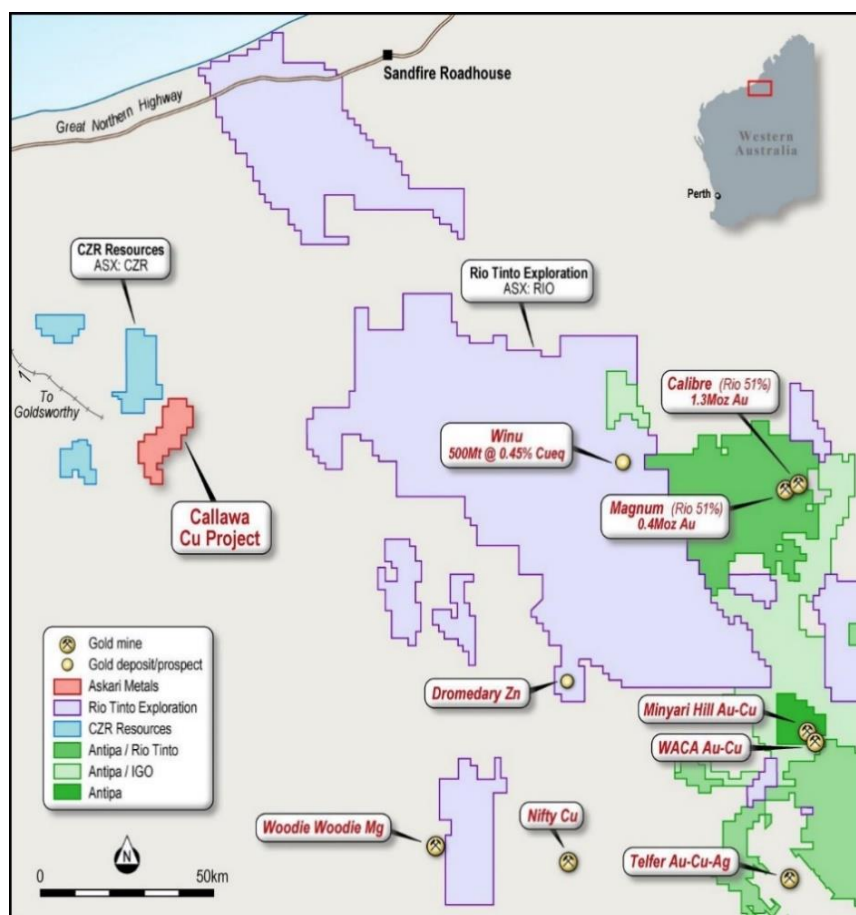 Sandfire Roadhouse
Great Northern Highway
Western
Australia
Perth
CZR Resources
ASX: CZR
Rio Tinto Exploration
ASX: RIO
To
Goldsworthy
Calibre (Rio 51%)
1.3Moz Au
Winu
500Mt @ 0.45% Cueq
Magnum (Rio 51%)
0.4Moz Au
Callawa
Cu Project
Gold mine
Gold deposit/prospect
Askari Metals
Rio Tinto Exploration
CZR Resources
Antipa / Rio Tinto
Antipa / IGO
Antipa
Dromedary Zn
Minyari Hill Au-Cu
WACA Au-Cu
Woodie Woodie Mg
Nifty Cu
Telfer Au-Cu-Ag
N
0
50km